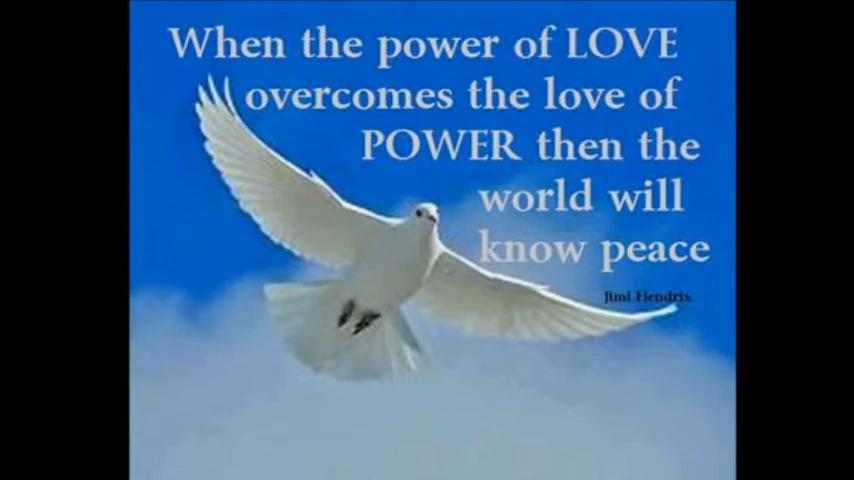 When the power of LOVE
overcomes the love of
POWER then the
world will
know peace
Jimi Hendrix